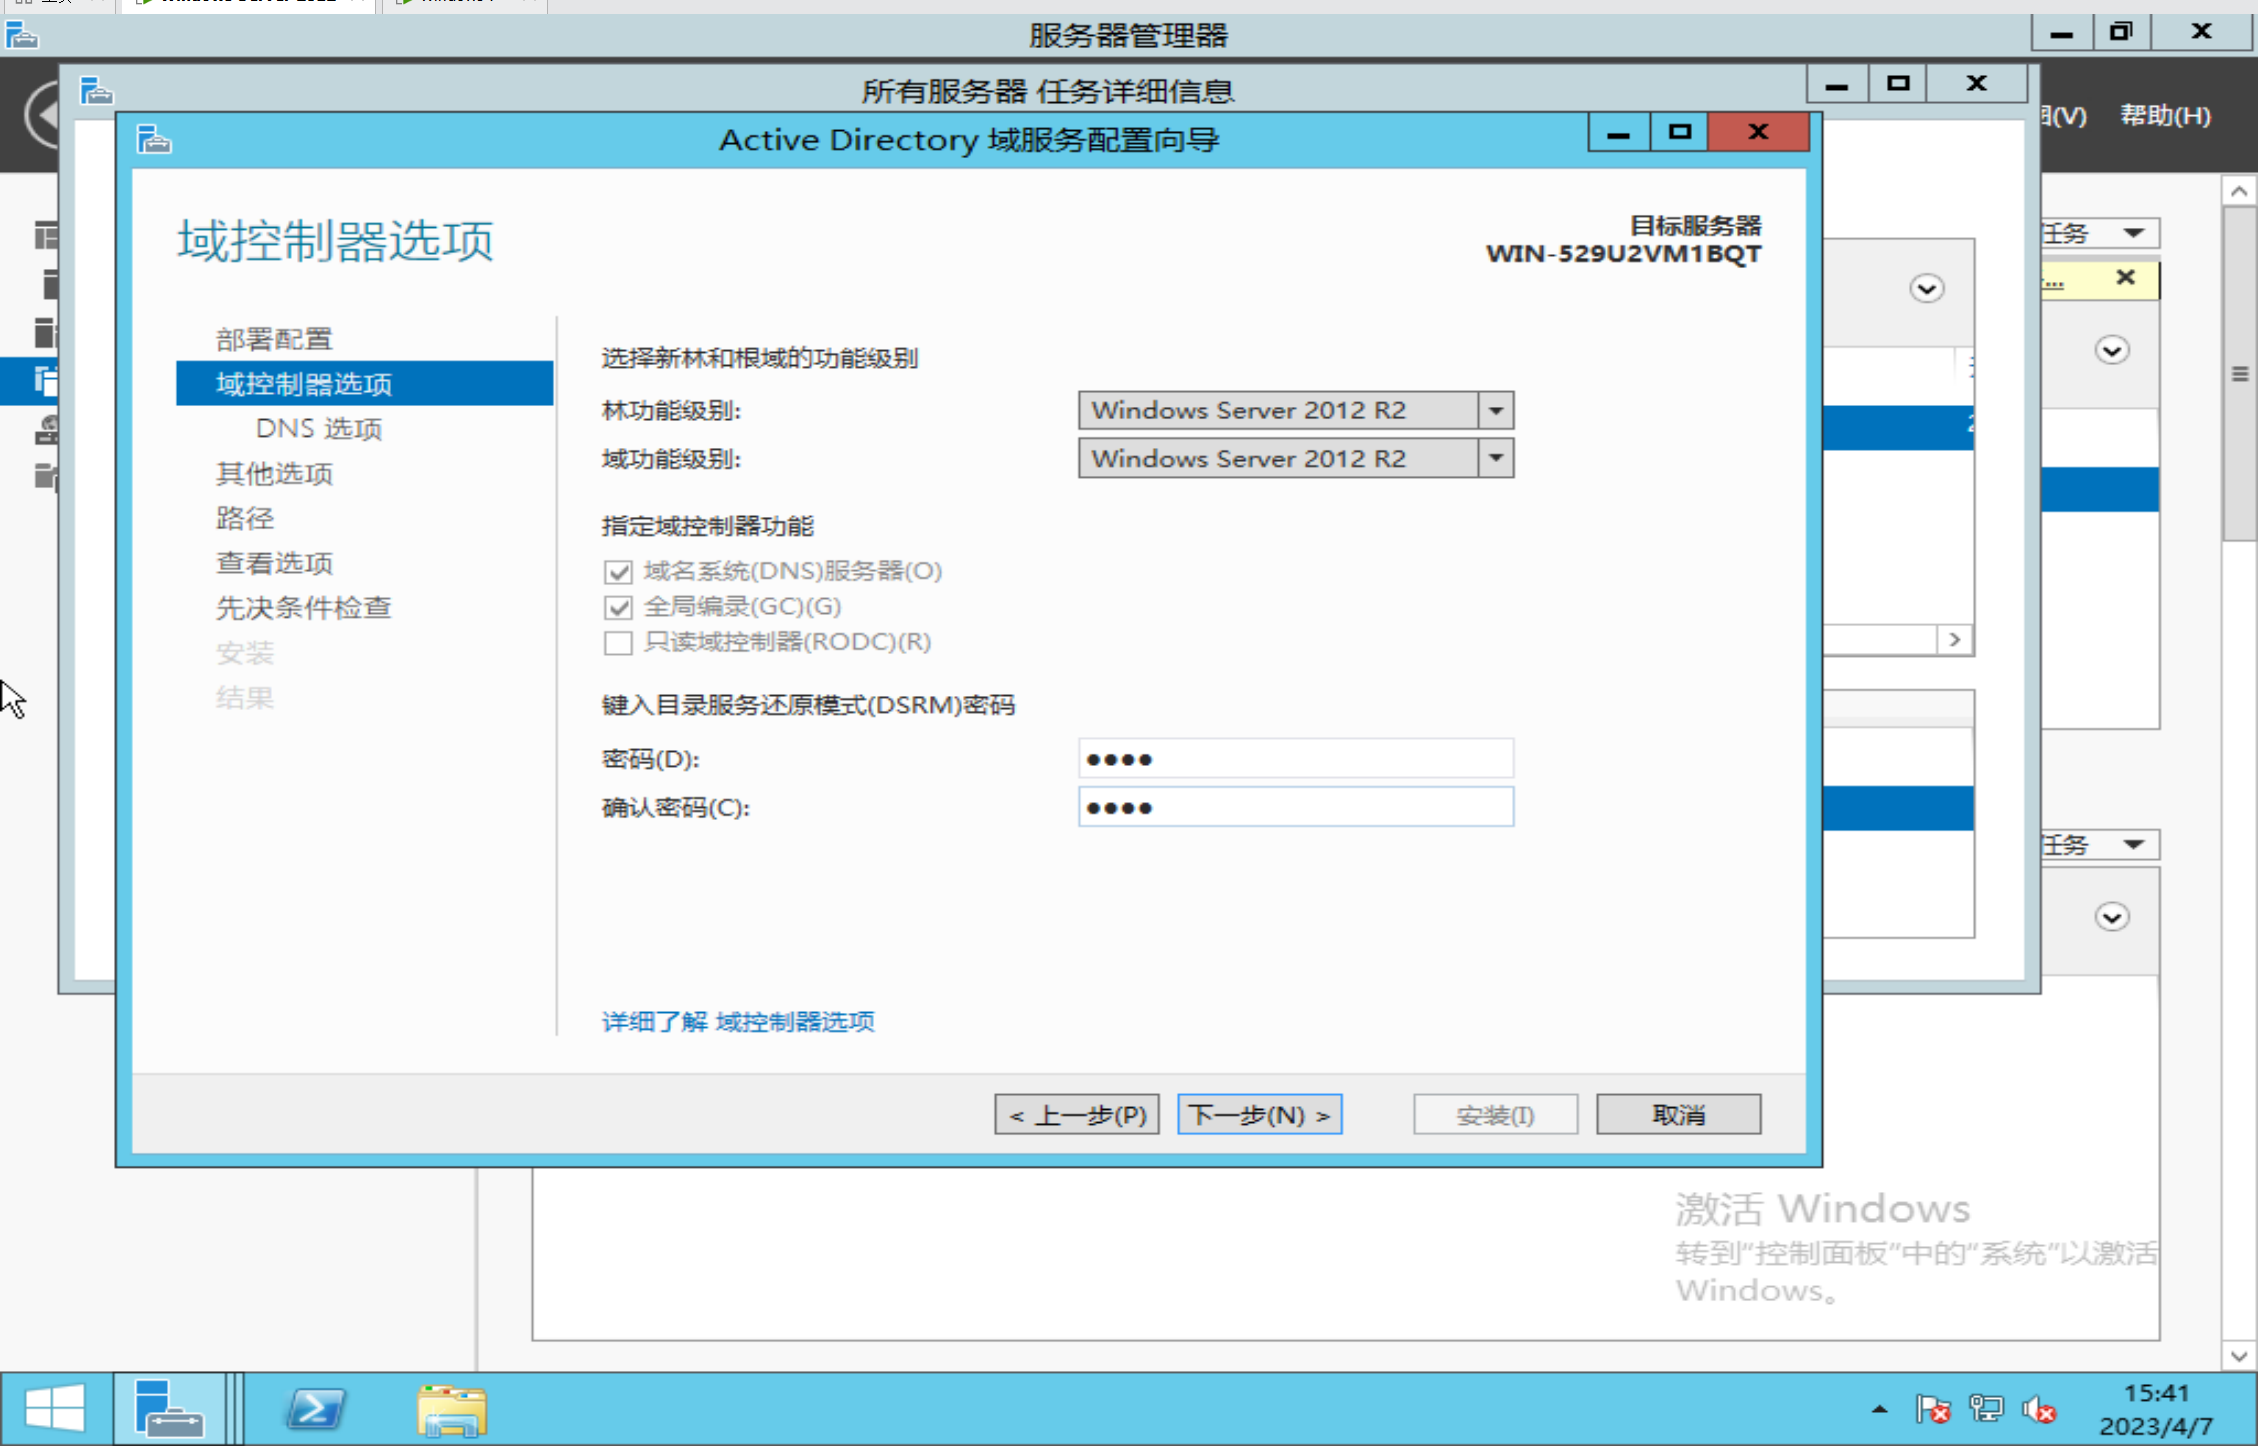 服务器管理器
所有服务器 任务详细信息
帮助(H)
Active Directory 域服务配置向导
域控制器选项
目标服务器
WIN-529U2VM1BQT
任务
部署配置
域控制器选项
DNS 选项
其他选项
路径
查看选项
先决条件检查
安装
结果
选择新林和根域的功能级别
林功能级别: Windows Server 2012 R2
域功能级别: Windows Server 2012 R2
指定域控制器功能
域名系统(DNS)服务器(O)
全局编录(GC)(G)
只读域控制器(RODC)(R)
键入目录服务还原模式(DSRM)密码
密码(D): ●●●●
确认密码(C): ●●●●
任务
详细了解 域控制器选项
< 上一步(P) 下一步(N) > 安装(I) 取消
激活 Windows
转到"控制面板"中的"系统"以激活
Windows。
15:41
2023/4/7